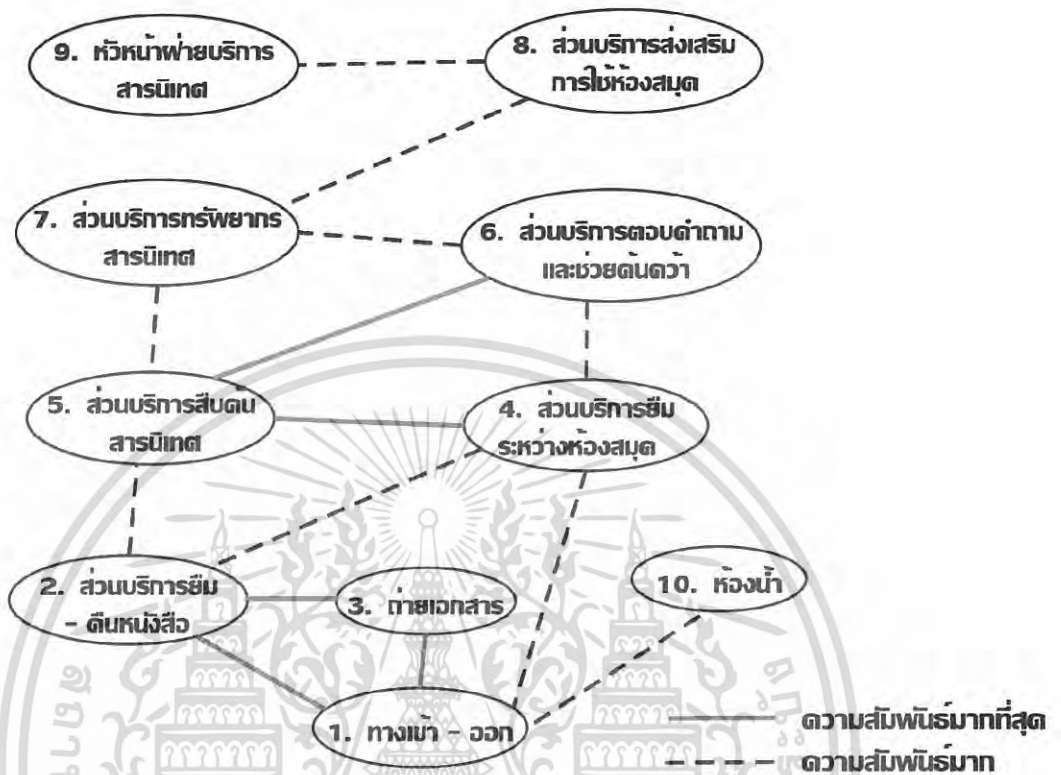 9. หัวหน้าฝ่ายบริการ
สารนิเทศ
8. ส่วนบริการส่งเสริม
การใช้ห้องสมุด
7. ส่วนบริการทรัพยากร
สารนิเทศ
6. ส่วนบริการตอบคำถาม
และช่วยค้นคว้า
5. ส่วนบริการสืบค้น
สารนิเทศ
4. ส่วนบริการยืม
ระหว่างห้องสมุด
2. ส่วนบริการยืม
- คืนหนังสือ
3. ถ่ายเอกสาร
10. ห้องน้ำ
1. ทางเข้า - ออก
ความสัมพันธ์มากที่สุด
ความสัมพันธ์มาก